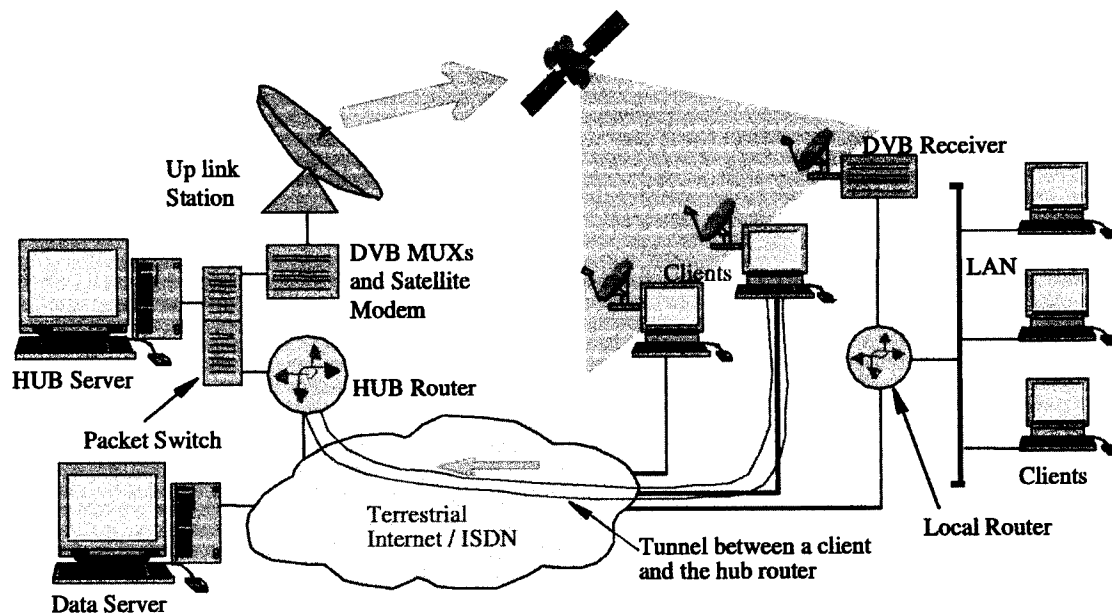 Up link
Station
DVB Receiver
DVB MUXs
and Satellite
Modem
Clients
LAN
HUB Server
HUB Router
Packet Switch
Clients
Terrestrial
Internet / ISDN
Local Router
Tunnel between a client
and the hub router
Data Server